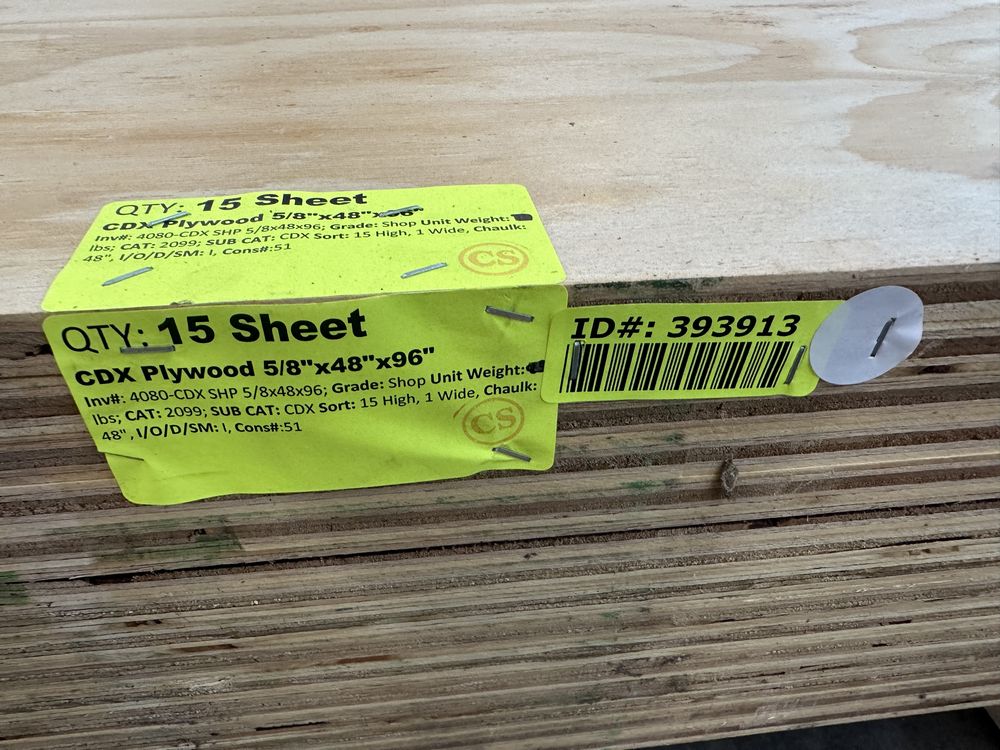 QTY: 15 Sheet
CDX Plywood 5/8"x48"x96"
Inv#: 4080-CDX SHP 5/8x48x96; Grade: Shop Unit Weight:
lbs; CAT: 2099; SUB CAT: CDX Sort: 15 High, 1 Wide, Chaulk:
48", I/O/D/SM: I, Cons#:51
CS
QTY: 15 Sheet
CDX Plywood 5/8"x48"x96"
Inv#: 4080-CDX SHP 5/8x48x96; Grade: Shop Unit Weight:
lbs; CAT: 2099; SUB CAT: CDX Sort: 15 High, 1 Wide, Chaulk:
48", I/O/D/SM: I, Cons#:51
CS
ID#: 393913